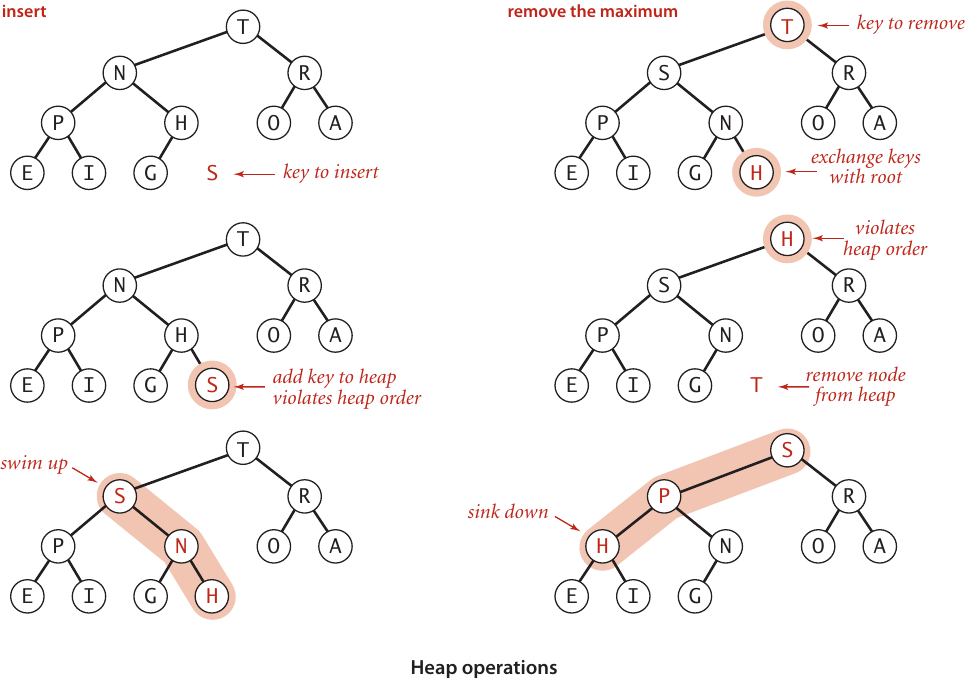 insert
T
N
R
P
H
O
A
E
I
G
S
key to insert
T
N
R
P
H
O
A
E
I
G
S
add key to heap
violates heap order
swim up
T
S
R
P
N
O
A
E
I
G
H
remove the maximum
T
key to remove
S
R
P
N
O
A
E
I
G
H
exchange keys
with root
H
violates
heap order
S
R
P
N
O
A
E
I
G
T
remove node
from heap
S
P
R
sink down
H
N
O
A
E
I
G
Heap operations